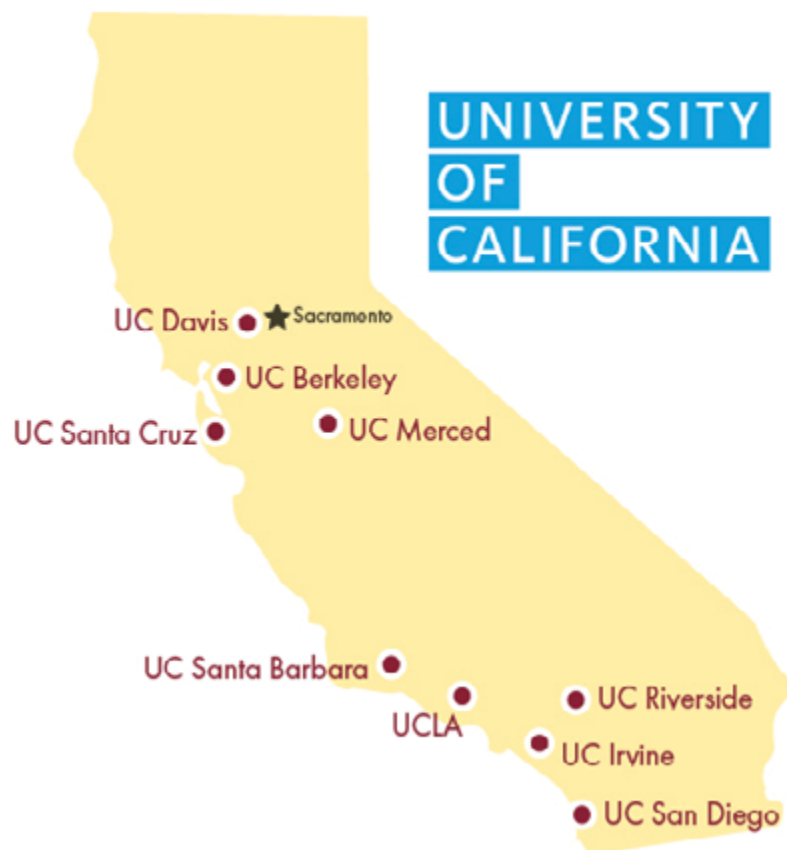 UNIVERSITY
OF
CALIFORNIA
UC Davis
Sacramonto
UC Berkeley
UC Santa Cruz
UC Merced
UC Santa Barbara
UCLA
UC Riverside
UC Irvine
UC San Diego